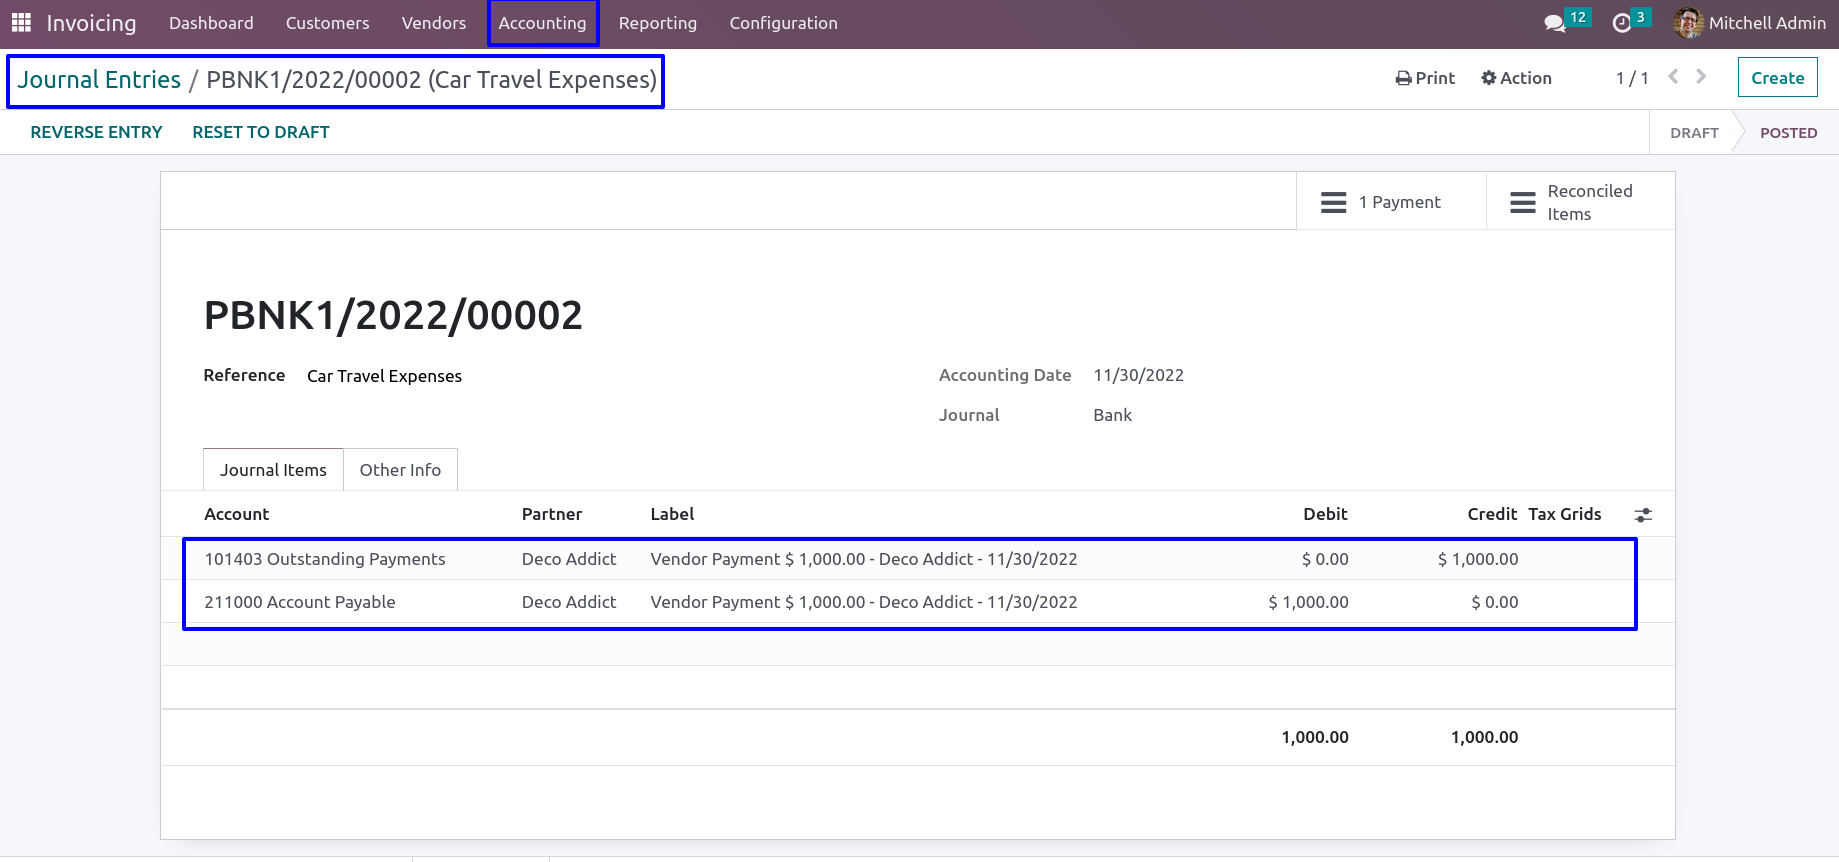 Invoicing Dashboard Customers Vendors Accounting Reporting Configuration 12 3 Mitchell Admin
Journal Entries / PBNK1/2022/00002 (Car Travel Expenses) Print Action 1 / 1 Create
REVERSE ENTRY RESET TO DRAFT DRAFT POSTED
1 Payment Reconciled
Items
PBNK1/2022/00002
Reference Car Travel Expenses Accounting Date 11/30/2022
Journal Bank
Journal Items Other Info
Account Partner Label Debit Credit Tax Grids
101403 Outstanding Payments Deco Addict Vendor Payment $ 1,000.00 - Deco Addict - 11/30/2022 $ 0.00 $ 1,000.00
211000 Account Payable Deco Addict Vendor Payment $ 1,000.00 - Deco Addict - 11/30/2022 $ 1,000.00 $ 0.00
1,000.00 1,000.00